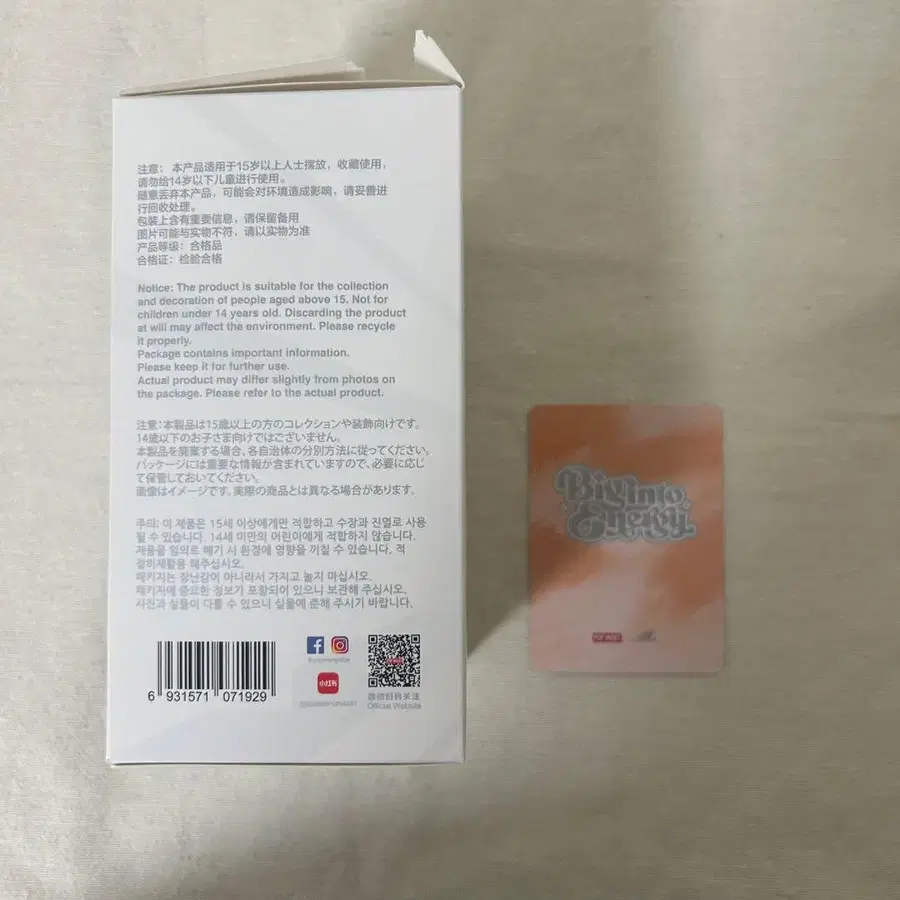 注意： 本产品适用于15岁以上人士摆放，收藏使用，
请勿给14岁以下儿童进行使用。
随意丢弃本产品，可能会对环境造成影响，请妥善进
行回收处理。
包装上含有重要信息，请保留备用
图片可能与实物不符，请以实物为准
产品等级：合格品
合格证：检验合格
Notice: The product is suitable for the collection
and decoration of people aged above 15. Not for
children under 14 years old. Discarding the product
at will may affect the environment. Please recycle
it properly.
Package contains important information.
Please keep it for further use.
Actual product may differ slightly from photos on
the package. Please refer to the actual product.
注意:本製品は15歳以上の方のコレクションや装飾向けです。
14歳以下のお子さま向けではございません。
本製品を廃棄する場合、各自治体の分別方法に従ってください。
パッケージには重要な情報が含まれていますので、必要に応じ
て保管しておいてください。
画像はイメージです。実際の商品とは異なる場合があります。
주의: 이 제품은 15세 이상에게만 적합하고 수장과 진열로 사용
될 수 있습니다. 14세 미만의 어린이에게 적합하지 않습니다.
제품을 임의로 폐기 시 환경에 영향을 끼칠 수 있습니다. 적
절히재활용 해주십시오.
패키지는 장난감이 아니라서 가지고 놀지 마십시오.
패키지에 중요한 정보가 포함되어 있으니 보관해 주십시오.
사진과 실물이 다를 수 있으니 실물에 준해 주시기 바랍니다.
小红书
微信扫码关注
Official Website
6 931571 071929
Big into
Energy
POP MART